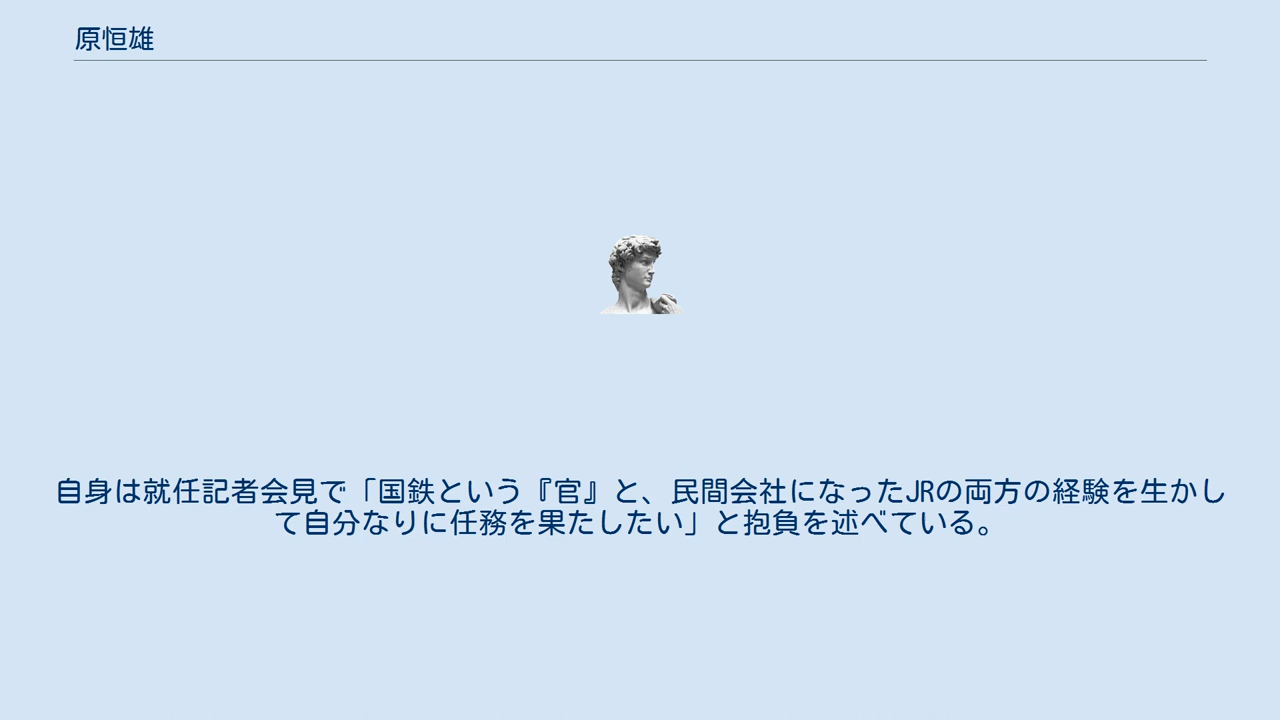 原恒雄
自身は就任記者会見で「国鉄という『官』と、民間会社になったJRの両方の経験を生かし
て自分なりに任務を果たしたい」と抱負を述べている。